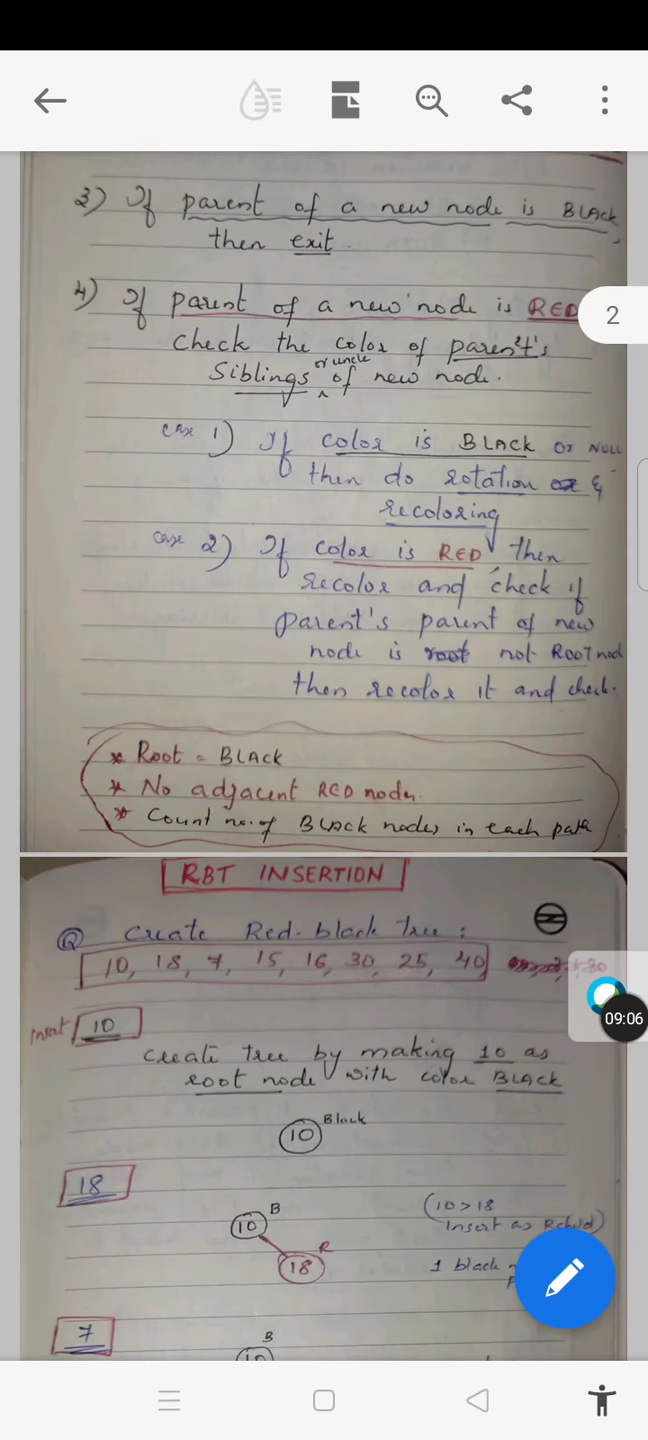 3) If parent of a new node is BLACK,
then exit.
4) If parent of a new node is RED
2
check the color of parent's
or uncle
Siblings ^ of new node.
case 1) If color is BLACK or NULL
then do rotation &
recoloring
case 2) If color is RED then
recolor and check if
parent's parent of new
node is not ROOT nod
then recolor it and check.
* Root = BLACK
* No adjacent RED nodes.
* Count no. of BLACK nodes in each path
RBT INSERTION
Q Create Red-black tree :
10, 18, 7, 15, 16, 30, 25, 40
09:06
Insert 10
Create tree by making 10 as
root node with color BLACK
10 Black
18
10 B
18 R
(10>18
Insert as Rchild)
1 black
7
B
10